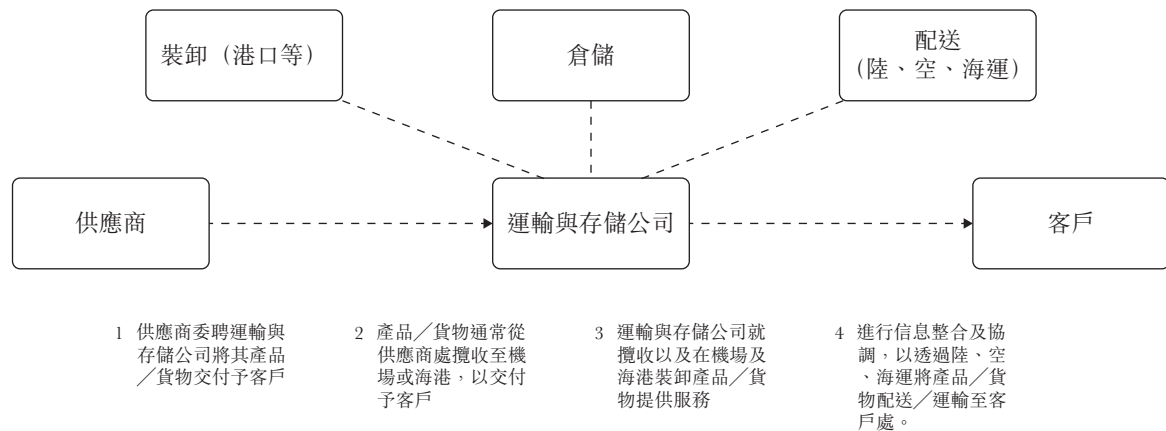 裝卸（港口等）
倉儲
配送
（陸、空、海運）
供應商
運輸與存儲公司
客戶
1 供應商委聘運輸與
存儲公司將其產品
／貨物交付予客戶
2 產品／貨物通常從
供應商處攬收至機
場或海港，以交付
予客戶
3 運輸與存儲公司就
攬收以及在機場及
海港裝卸產品／貨
物提供服務
4 進行信息整合及協
調，以透過陸、空
、海運將產品／貨
物配送／運輸至客
戶處。